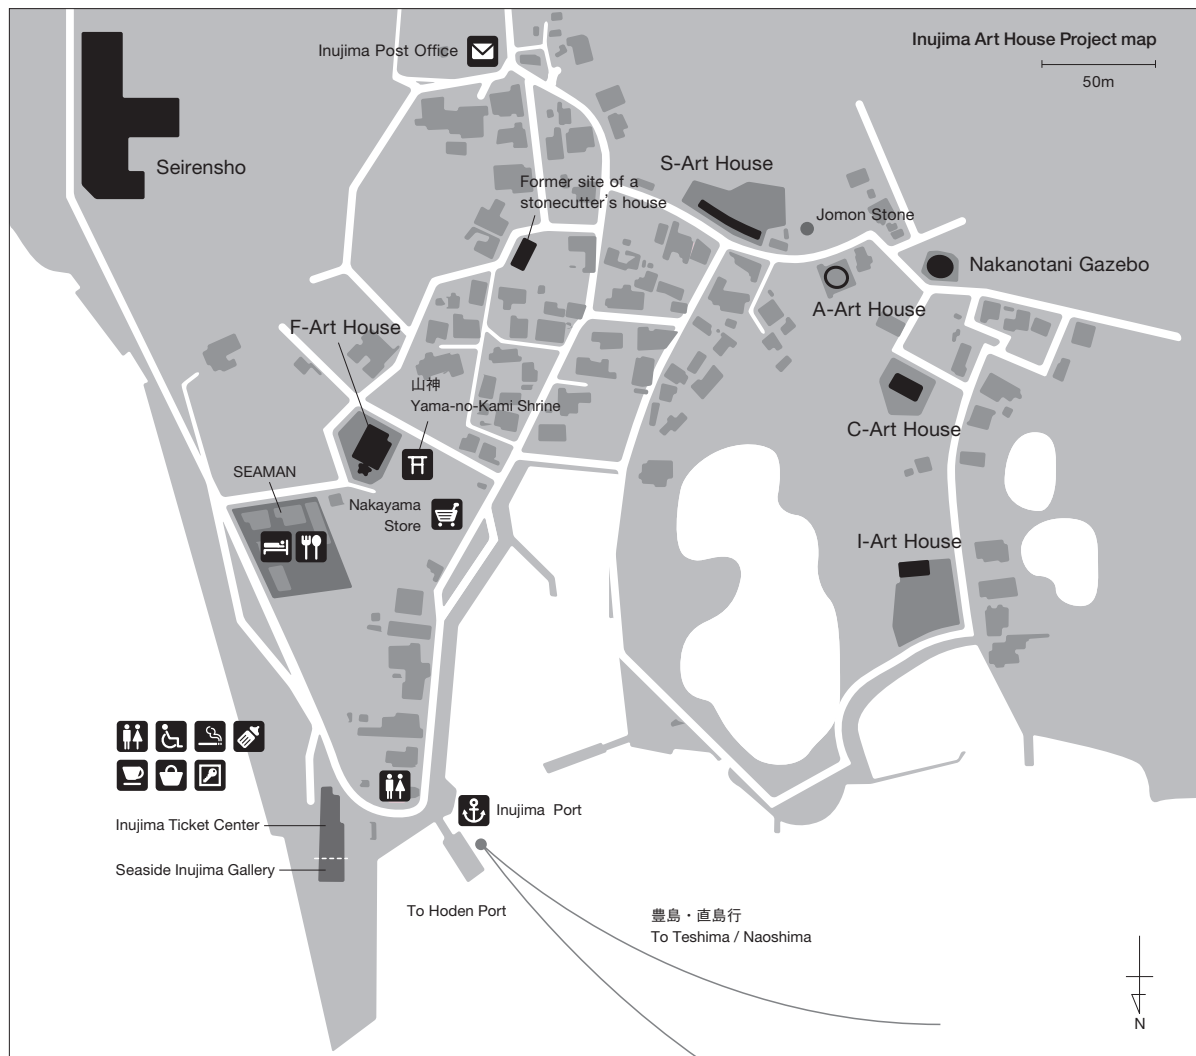 Inujima Art House Project map
50m
Inujima Post Office
Seirensho
S-Art House
Former site of a
stonecutter's house
Jomon Stone
Nakanotani Gazebo
A-Art House
F-Art House
山神
Yama-no-Kami Shrine
C-Art House
SEAMAN
Nakayama
Store
I-Art House
Inujima Port
Inujima Ticket Center
Seaside Inujima Gallery
To Hoden Port
豊島・直島行
To Teshima / Naoshima
N